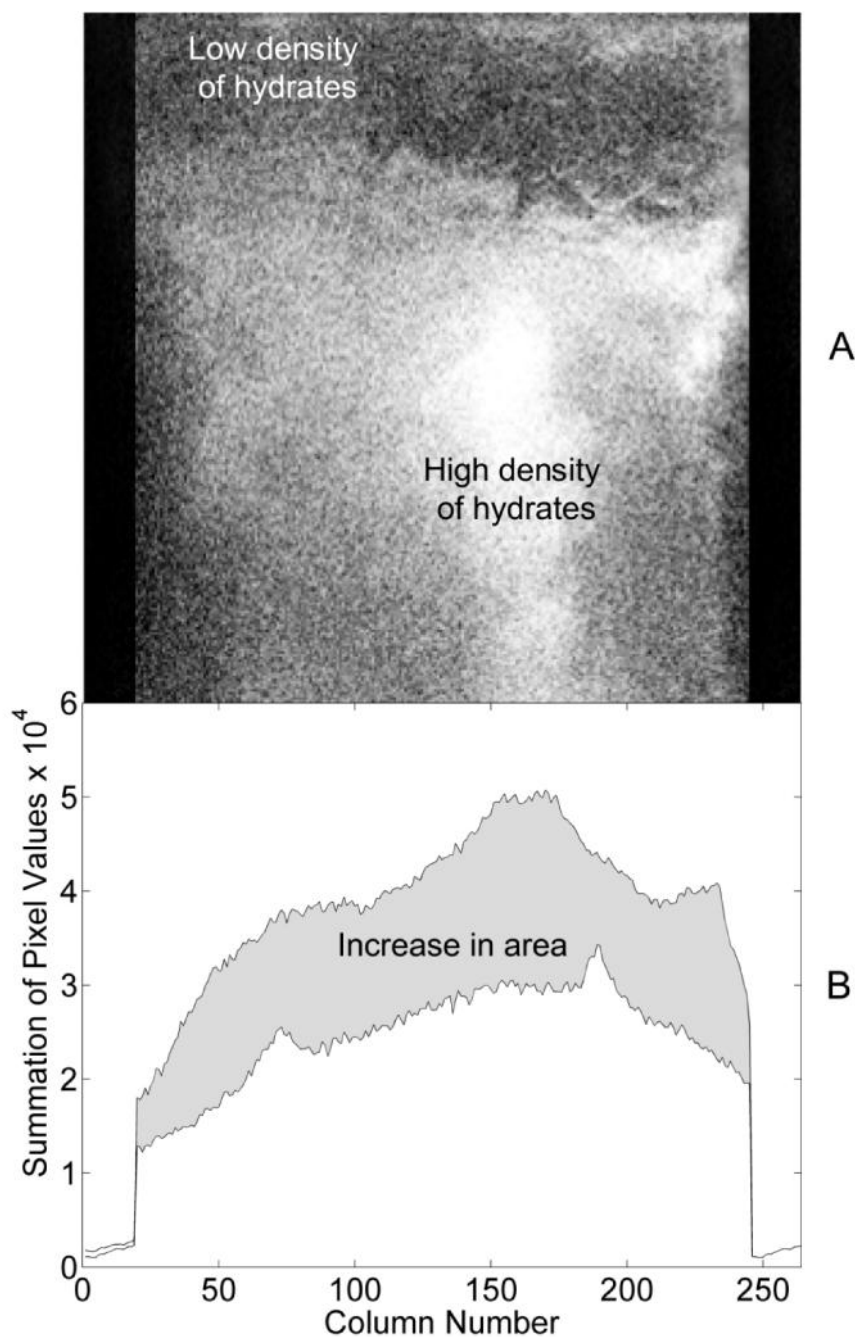 Low density
of hydrates
A
High density
of hydrates
Summation of Pixel Values x 10^4
6
5
4
3
2
1
0
Increase in area
B
0
50
100
150
200
250
Column Number